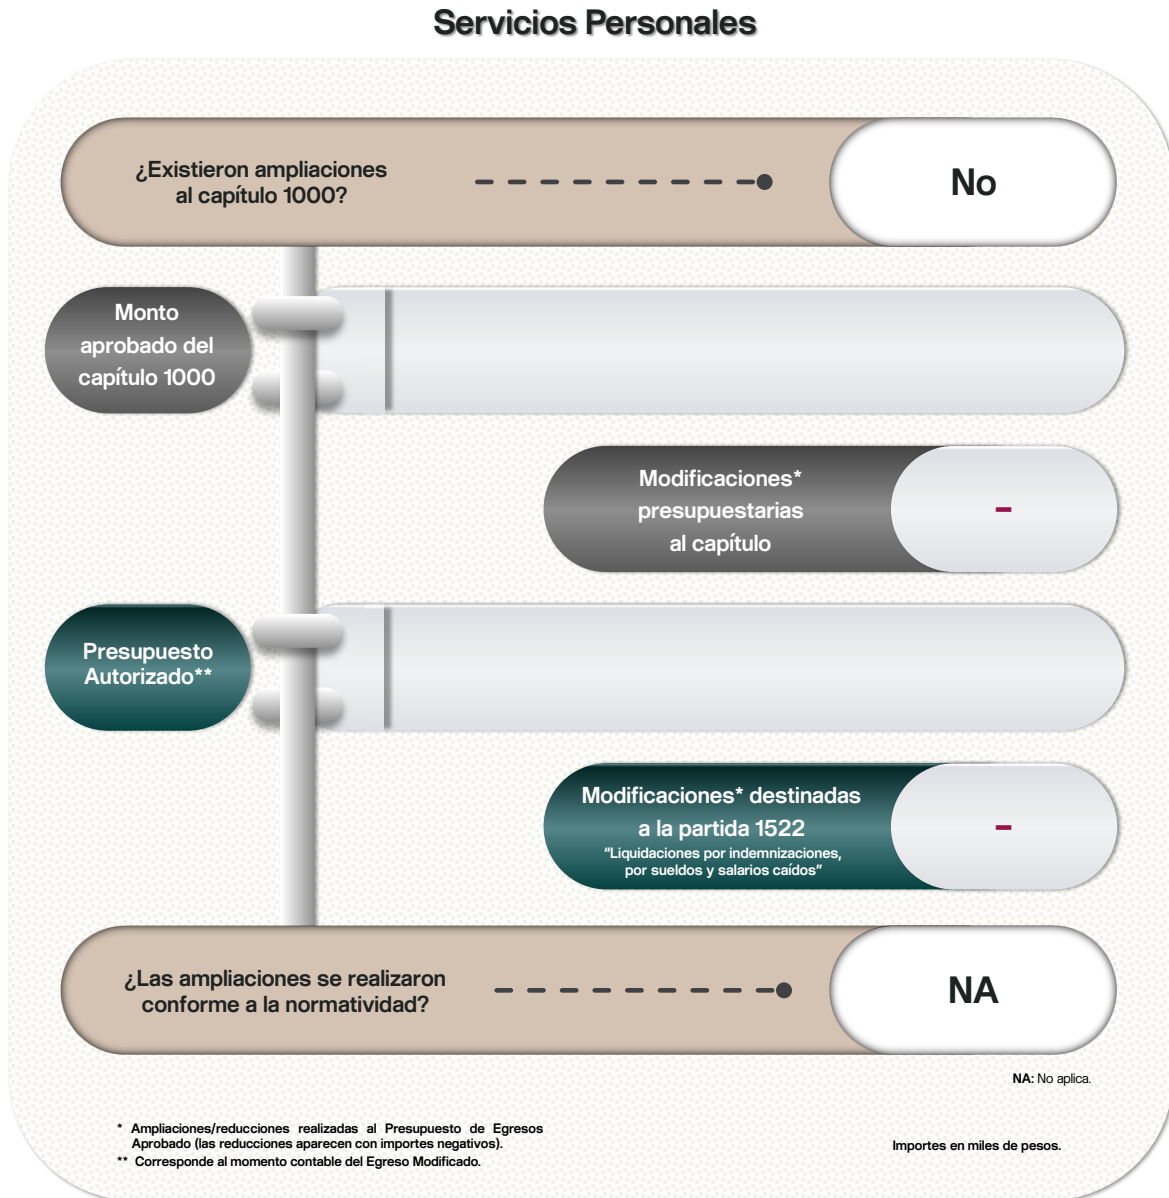 Servicios Personales
¿Existieron ampliaciones
al capítulo 1000?
No
Monto
aprobado del
capítulo 1000
Modificaciones*
presupuestarias
al capítulo
-
Presupuesto
Autorizado**
Modificaciones* destinadas
a la partida 1522
"Liquidaciones por indemnizaciones,
por sueldos y salarios caídos"
-
¿Las ampliaciones se realizaron
conforme a la normatividad?
NA
NA: No aplica.
* Ampliaciones/reducciones realizadas al Presupuesto de Egresos
Aprobado (las reducciones aparecen con importes negativos).
** Corresponde al momento contable del Egreso Modificado.
Importes en miles de pesos.